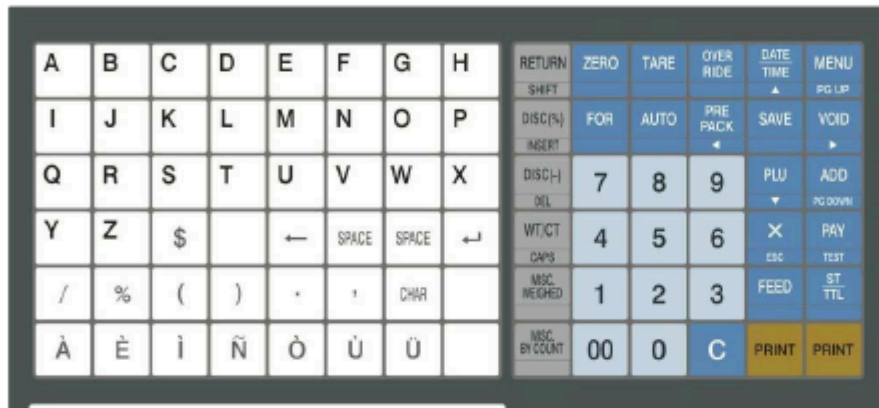 A B C D E F G H RETURN ZERO TARE OVER RIDE DATE TIME MENU
SHIFT ▲ PG UP
I J K L M N O P DISC(%) FOR AUTO PRE PACK SAVE VOID
INSERT ◄ ►
Q R S T U V W X DISC(-) 7 8 9 PLU ADD
DEL ▼ PG DOWN
Y Z $ ← SPACE SPACE ↵ WT/CT 4 5 6 X PAY
CAPS ESC TEST
/ % ( ) . , CHAR MISC. WEIGHED 1 2 3 FEED ST TTL
À È Ì Ñ Ò Ù Ü MISC. BY COUNT 00 0 C PRINT PRINT